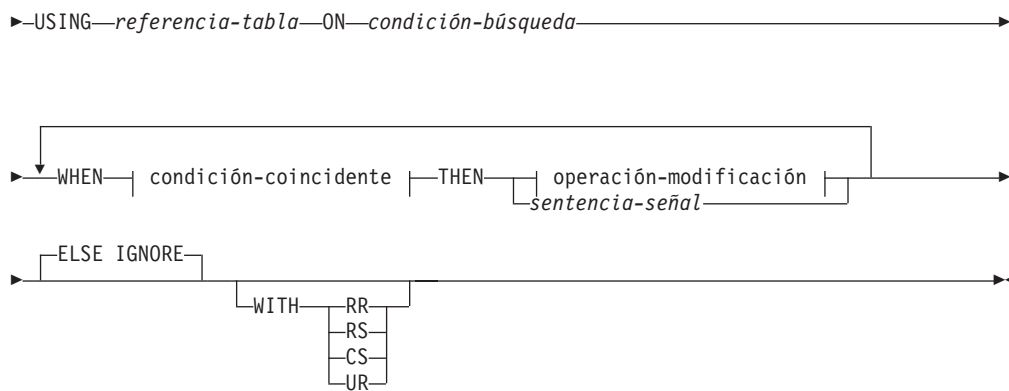 USING referencia-tabla ON condición-búsqueda
WHEN condición-coincidente THEN operación-modificación
sentencia-señal
ELSE IGNORE
WITH RR
RS
CS
UR